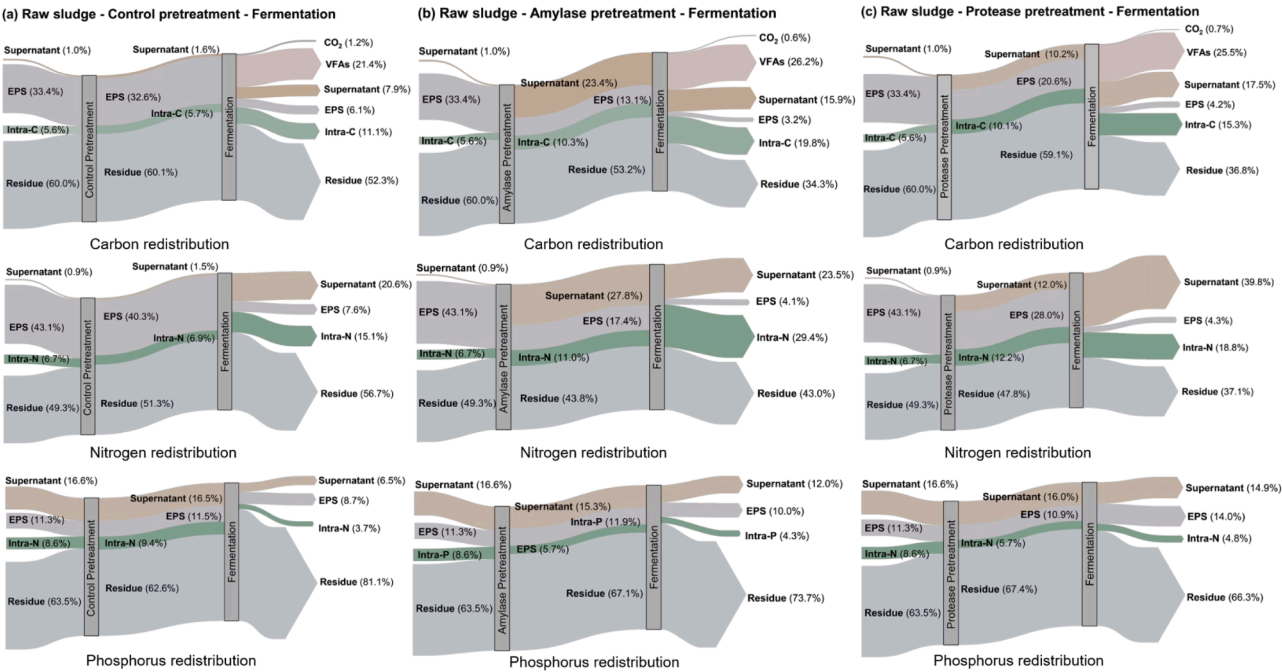 (a) Raw sludge - Control pretreatment - Fermentation
Supernatant (1.0%)
EPS (33.4%)
Intra-C (5.6%)
Residue (60.0%)
Control Pretreatment
Supernatant (1.6%)
EPS (32.6%)
Intra-C (5.7%)
Residue (60.1%)
Fermentation
CO2 (1.2%)
VFAs (21.4%)
Supernatant (7.9%)
EPS (6.1%)
Intra-C (11.1%)
Residue (52.3%)
Carbon redistribution
Supernatant (0.9%)
EPS (43.1%)
Intra-N (6.7%)
Residue (49.3%)
Control Pretreatment
Supernatant (1.5%)
EPS (40.3%)
Intra-N (6.9%)
Residue (51.3%)
Fermentation
Supernatant (20.6%)
EPS (7.6%)
Intra-N (15.1%)
Residue (56.7%)
Nitrogen redistribution
Supernatant (16.6%)
EPS (11.3%)
Intra-N (8.6%)
Residue (63.5%)
Control Pretreatment
Supernatant (16.5%)
EPS (11.5%)
Intra-N (9.4%)
Residue (62.6%)
Fermentation
Supernatant (6.5%)
EPS (8.7%)
Intra-N (3.7%)
Residue (81.1%)
Phosphorus redistribution
(b) Raw sludge - Amylase pretreatment - Fermentation
Supernatant (1.0%)
EPS (33.4%)
Intra-C (5.6%)
Residue (60.0%)
Amylase Pretreatment
Supernatant (23.4%)
EPS (13.1%)
Intra-C (10.3%)
Residue (53.2%)
Fermentation
CO2 (0.6%)
VFAs (26.2%)
Supernatant (15.9%)
EPS (3.2%)
Intra-C (19.8%)
Residue (34.3%)
Carbon redistribution
Supernatant (0.9%)
EPS (43.1%)
Intra-N (6.7%)
Residue (49.3%)
Amylase Pretreatment
Supernatant (27.8%)
EPS (17.4%)
Intra-N (11.0%)
Residue (43.8%)
Fermentation
Supernatant (23.5%)
EPS (4.1%)
Intra-N (29.4%)
Residue (43.0%)
Nitrogen redistribution
Supernatant (16.6%)
EPS (11.3%)
Intra-P (8.6%)
Residue (63.5%)
Amylase Pretreatment
Supernatant (15.3%)
Intra-P (11.9%)
EPS (5.7%)
Residue (67.1%)
Fermentation
Supernatant (12.0%)
EPS (10.0%)
Intra-P (4.3%)
Residue (73.7%)
Phosphorus redistribution
(c) Raw sludge - Protease pretreatment - Fermentation
Supernatant (1.0%)
EPS (33.4%)
Intra-C (5.6%)
Residue (60.0%)
Protease Pretreatment
Supernatant (10.2%)
EPS (20.6%)
Intra-C (10.1%)
Residue (59.1%)
Fermentation
CO2 (0.7%)
VFAs (25.5%)
Supernatant (17.5%)
EPS (4.2%)
Intra-C (15.3%)
Residue (36.8%)
Carbon redistribution
Supernatant (0.9%)
EPS (43.1%)
Intra-N (6.7%)
Residue (49.3%)
Protease Pretreatment
Supernatant (12.0%)
EPS (28.0%)
Intra-N (12.2%)
Residue (47.8%)
Fermentation
Supernatant (39.8%)
EPS (4.3%)
Intra-N (18.8%)
Residue (37.1%)
Nitrogen redistribution
Supernatant (16.6%)
EPS (11.3%)
Intra-N (8.6%)
Residue (63.5%)
Protease Pretreatment
Supernatant (16.0%)
EPS (10.9%)
Intra-N (5.7%)
Residue (67.4%)
Fermentation
Supernatant (14.9%)
EPS (14.0%)
Intra-N (4.8%)
Residue (66.3%)
Phosphorus redistribution